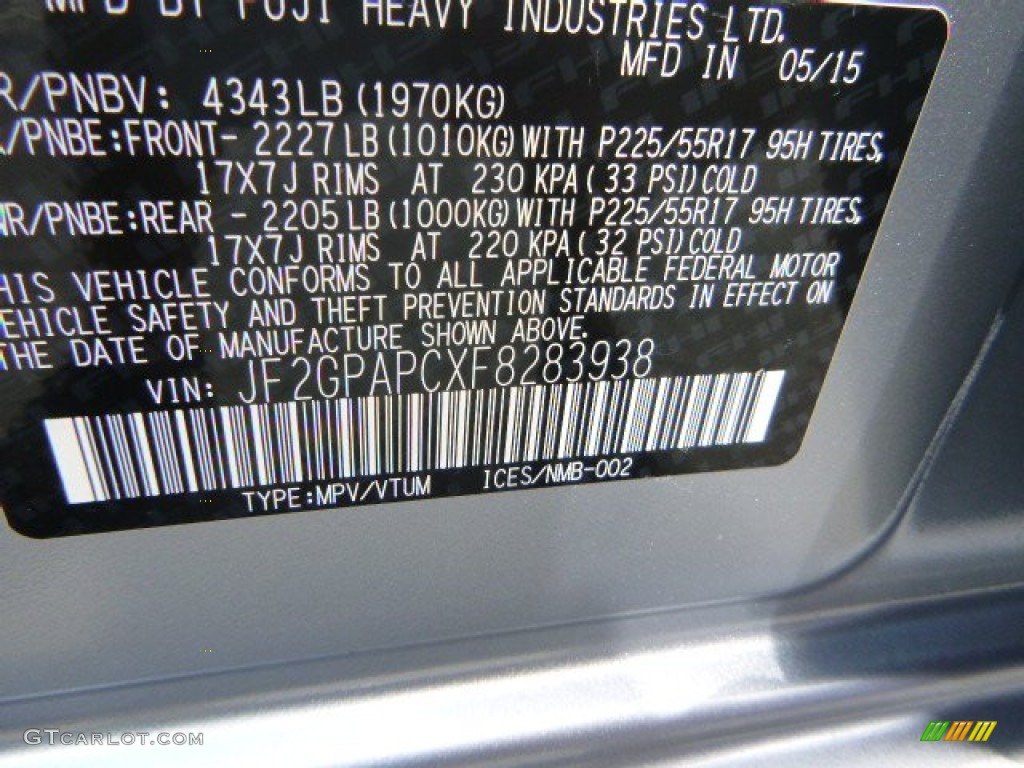 MFD BY FUJI HEAVY INDUSTRIES LTD.
MFD IN 05/15
R/PNBV: 4343LB (1970KG)
/PNBE:FRONT- 2227 LB (1010KG) WITH P225/55R17 95H TIRES,
17X7J RIMS AT 230 KPA ( 33 PSI) COLD
R/PNBE:REAR - 2205 LB (1000KG) WITH P225/55R17 95H TIRES,
17X7J RIMS AT 220 KPA ( 32 PSI) COLD
HIS VEHICLE CONFORMS TO ALL APPLICABLE FEDERAL MOTOR
EHICLE SAFETY AND THEFT PREVENTION STANDARDS IN EFFECT ON
THE DATE OF MANUFACTURE SHOWN ABOVE.
VIN: JF2GPAPCXF8283938
TYPE:MPV/VTUM ICES/NMB-002
GTCarLot.com